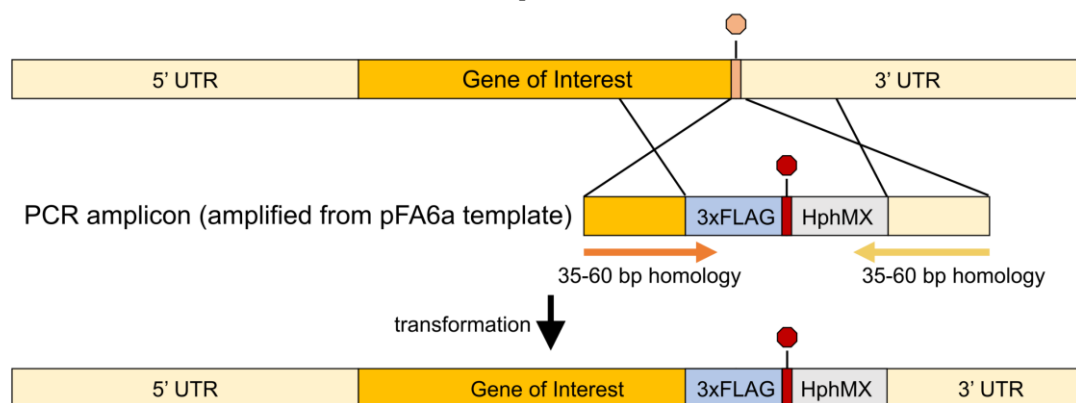 5’ UTR Gene of Interest 3’ UTR
PCR amplicon (amplified from pFA6a template) 3xFLAG HphMX
35-60 bp homology 35-60 bp homology
transformation
5’ UTR Gene of Interest 3xFLAG HphMX 3’ UTR